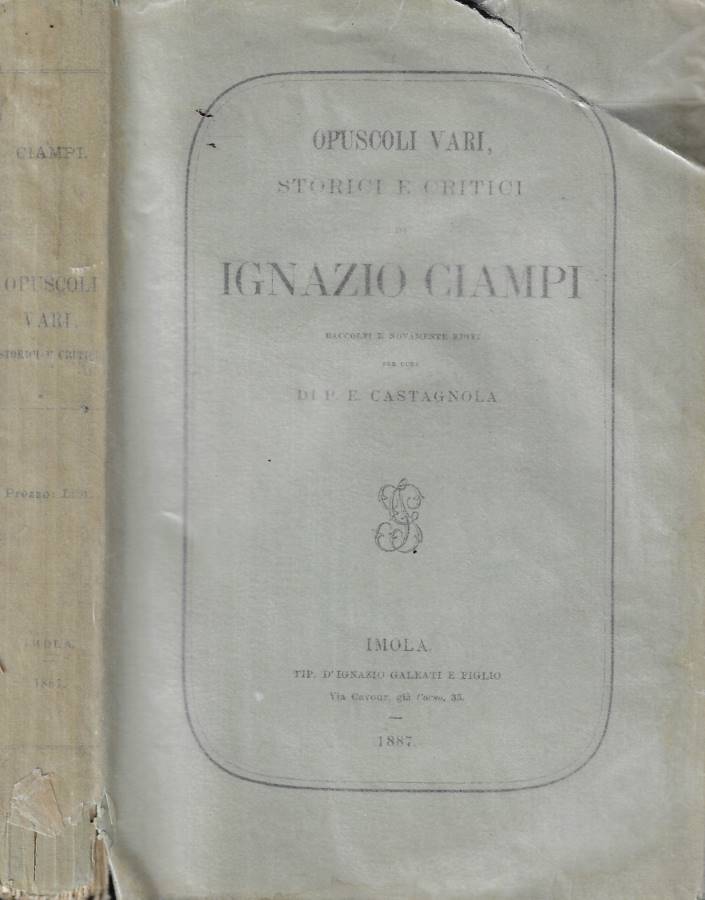 CIAMPI.
OPUSCOLI
VARI,
STORICI E CRITICI
Prezzo: L.
IMOLA.
1887.
OPUSCOLI VARI,
STORICI E CRITICI
DI
IGNAZIO CIAMPI
RACCOLTI E NOVAMENTE EDITI
PER CURA
DI P. E. CASTAGNOLA
IMOLA,
TIP. D'IGNAZIO GALEATI E FIGLIO
Via Cavour, già Corso, 35.
1887.